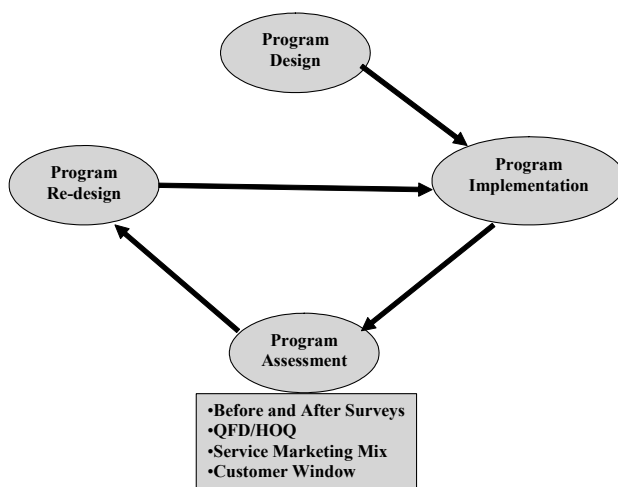 Program
Design
Program
Re-design
Program
Implementation
Program
Assessment
•Before and After Surveys
•QFD/HOQ
•Service Marketing Mix
•Customer Window